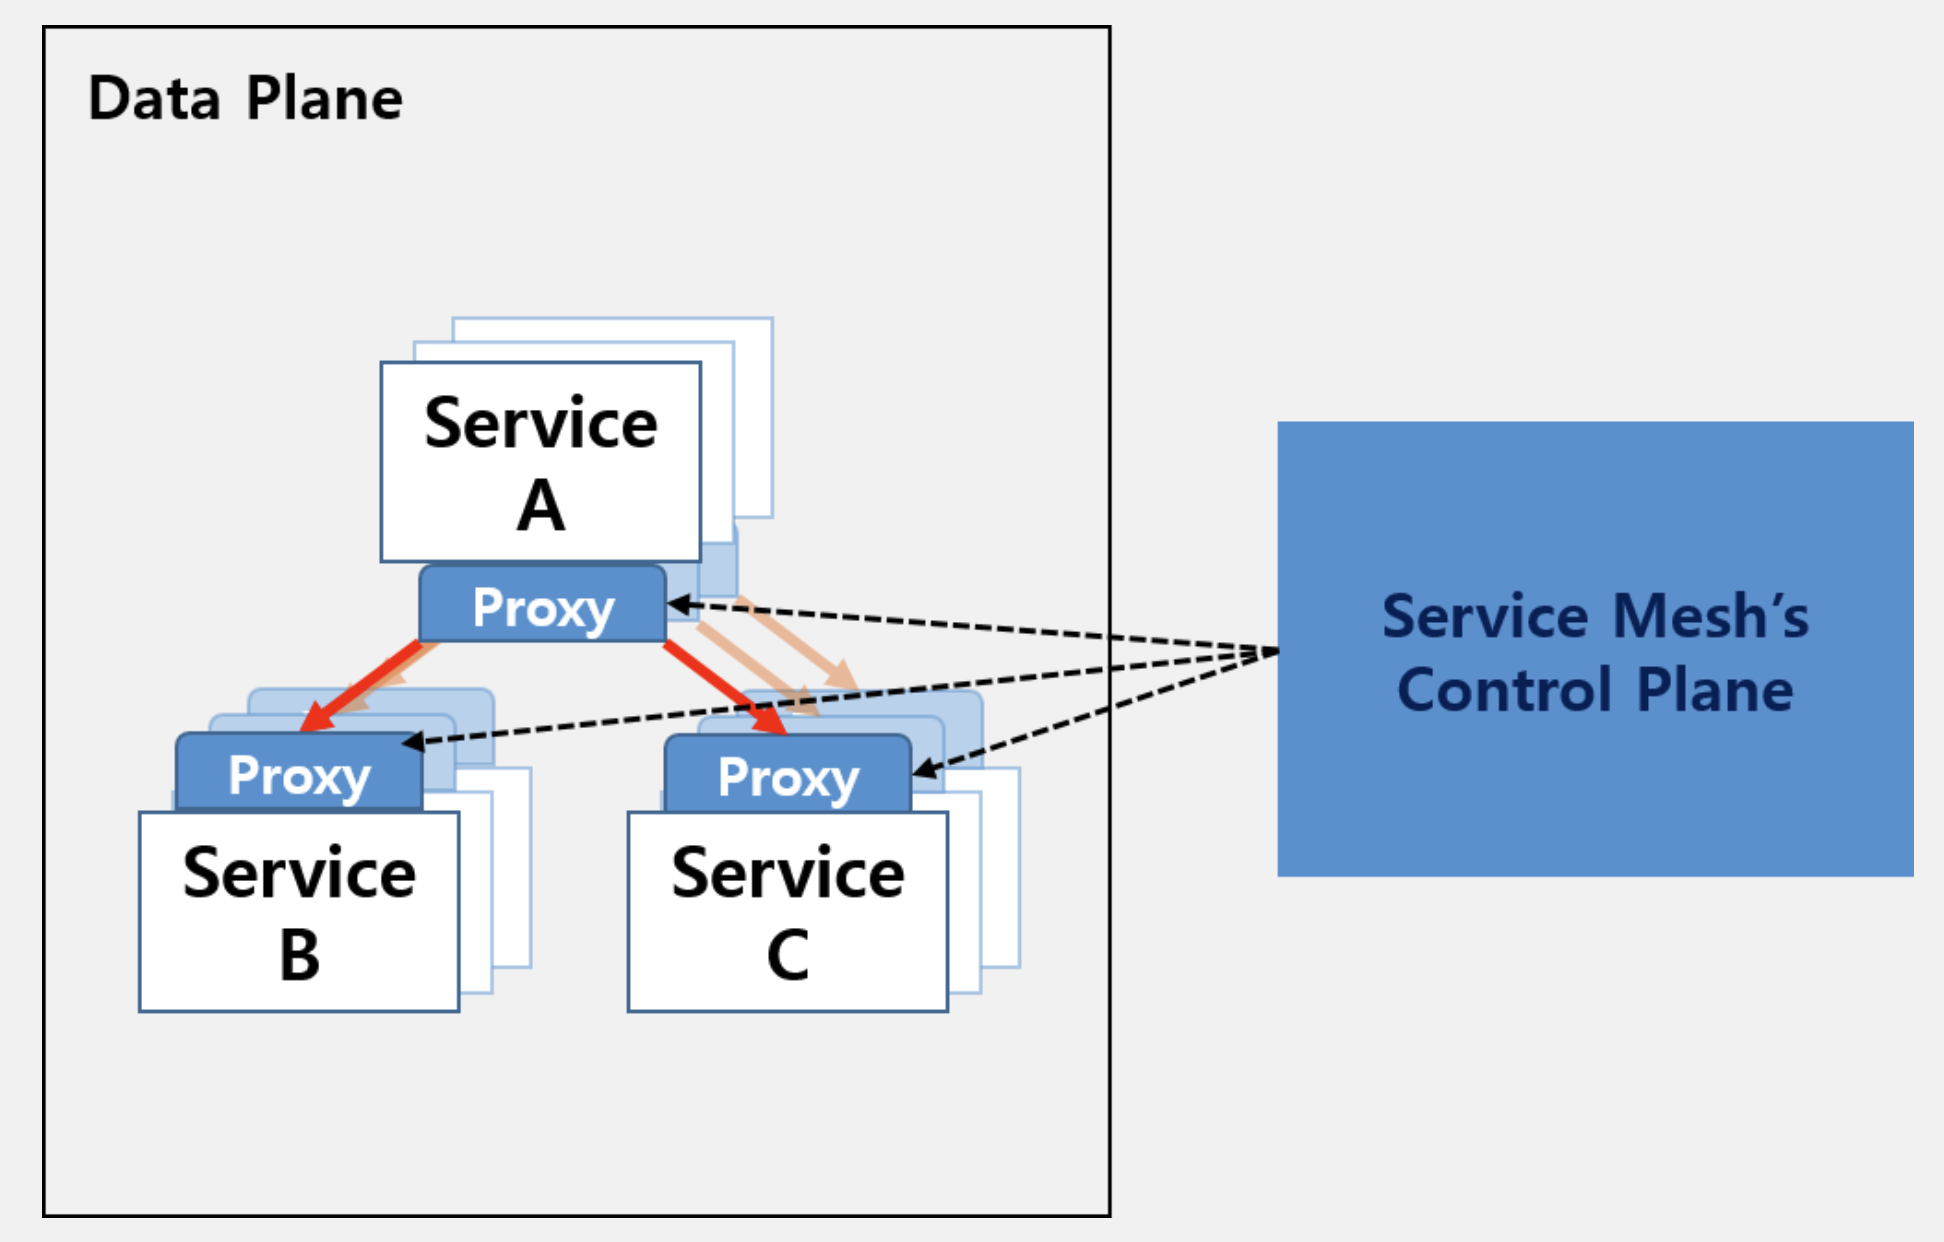 Data Plane
Service
A
Proxy
Proxy
Service
B
Proxy
Service
C
Service Mesh’s
Control Plane